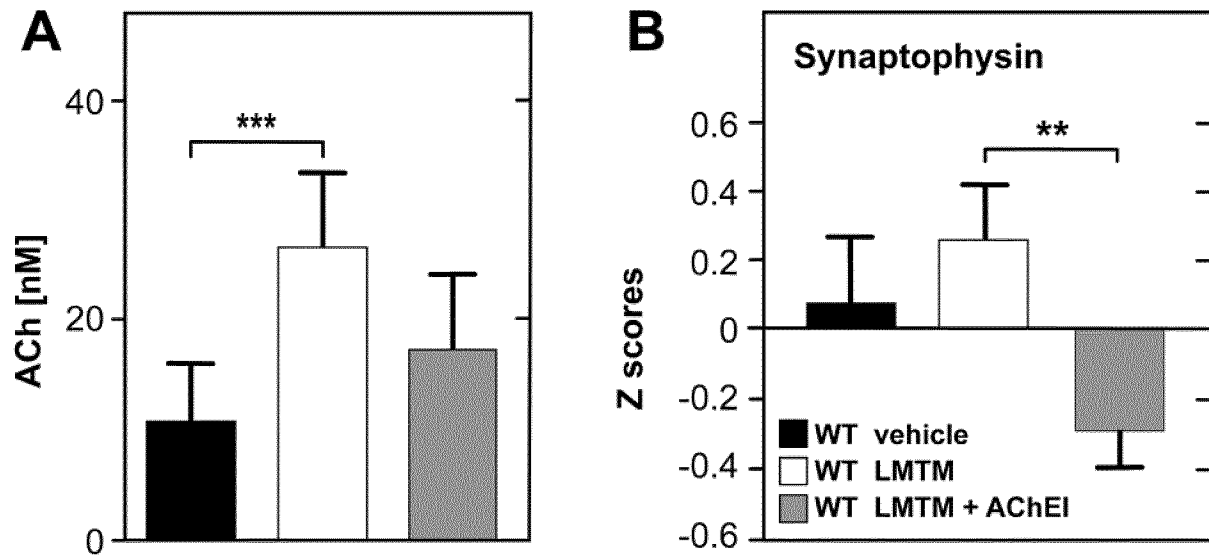 A
ACh [nM]
40
20
0
***
B
Synaptophysin
Z scores
0.6
0.4
0.2
0
-0.2
-0.4
-0.6
**
WT vehicle
WT LMTM
WT LMTM + AChEI